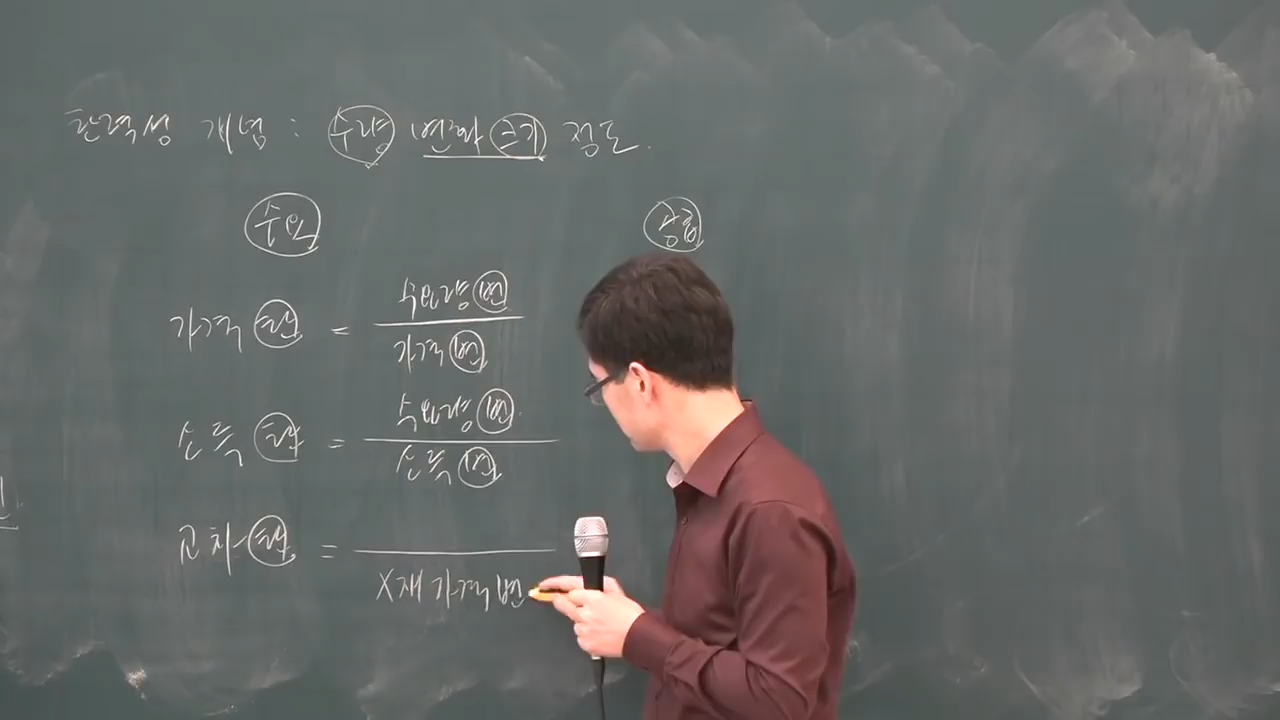 탄력성 개념 : 수량 변화 크기 정도.
수요
공급
가격 탄 = 수요량 변 / 가격 변
소득 탄 = 수요량 변 / 소득 변
교차 탄 =
X재 가격 변